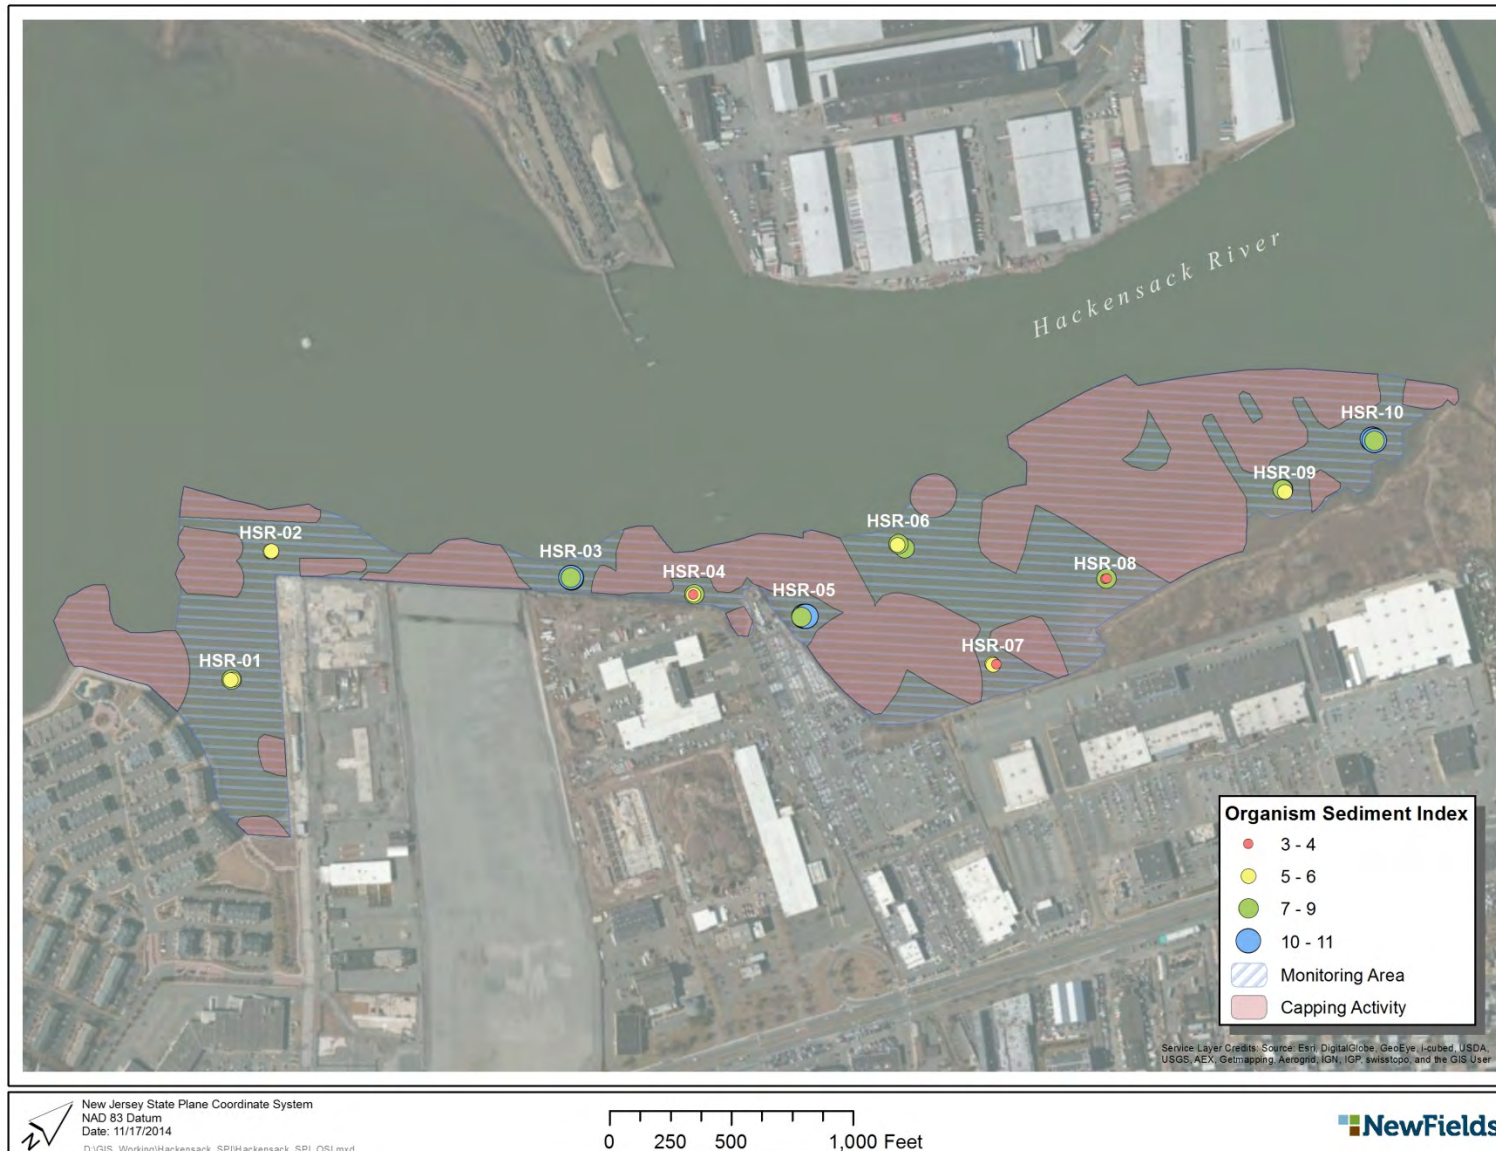 Hackensack River
HSR-10
HSR-09
HSR-02
HSR-06
HSR-03
HSR-04
HSR-08
HSR-05
HSR-01
HSR-07
Organism Sediment Index
3 - 4
5 - 6
7 - 9
10 - 11
Monitoring Area
Capping Activity
Service Layer Credits: Source: Esri, DigitalGlobe, GeoEye, i-cubed, USDA,
USGS, AEX, Getmapping, Aerogrid, IGN, IGP, swisstopo, and the GIS User
N
New Jersey State Plane Coordinate System
NAD 83 Datum
Date: 11/17/2014
D:\GIS_Working\Hackensack_SPI\Hackensack_SPI_OSI.mxd
0 250 500 1,000 Feet
NewFields